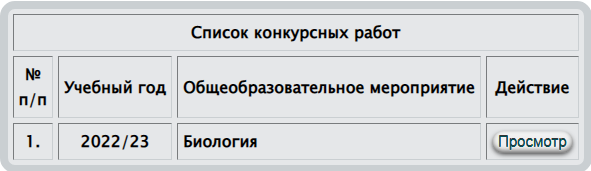 Список конкурсных работ
№ п/п Учебный год Общеобразовательное мероприятие Действие
1. 2022/23 Биология Просмотр